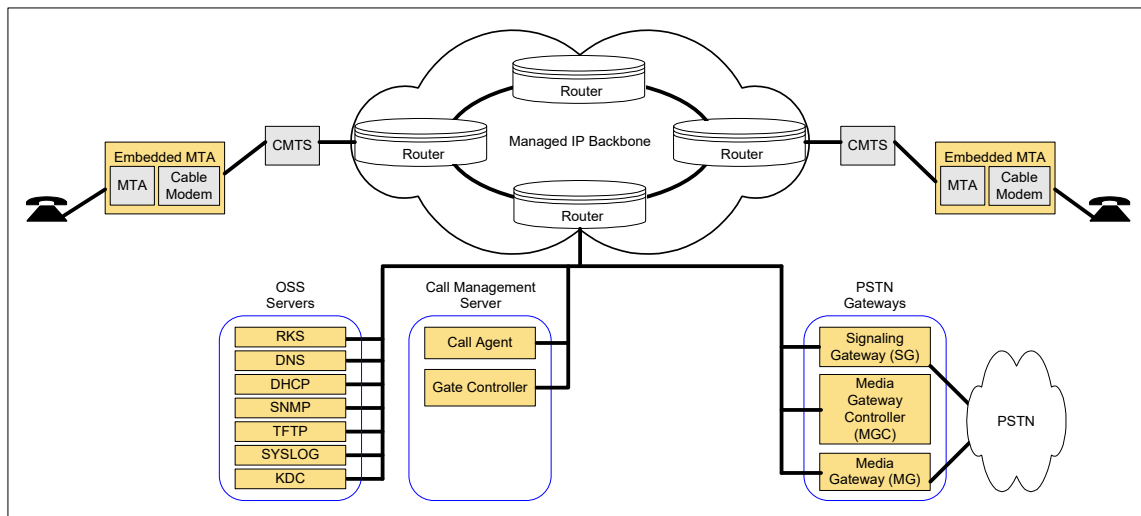 Router
Managed IP Backbone
Router
Router
Router
CMTS
CMTS
Embedded MTA
MTA
Cable
Modem
Embedded MTA
MTA
Cable
Modem
OSS
Servers
RKS
DNS
DHCP
SNMP
TFTP
SYSLOG
KDC
Call Management
Server
Call Agent
Gate Controller
PSTN
Gateways
Signaling
Gateway (SG)
Media
Gateway
Controller
(MGC)
Media
Gateway (MG)
PSTN